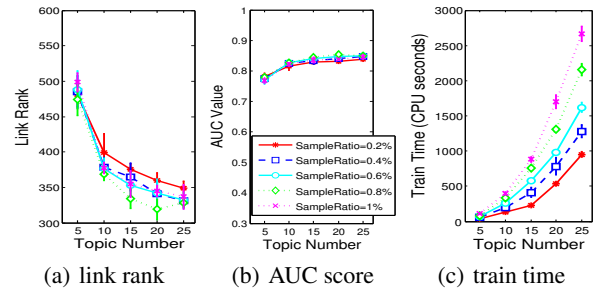 600
550
500
450
400
350
300
5 10 15 20 25
Topic Number
Link Rank
(a) link rank
1
0.9
0.8
0.7
0.6
0.5
0.4
0.3
5 10 15 20 25
Topic Number
AUC Value
SampleRatio=0.2%
SampleRatio=0.4%
SampleRatio=0.6%
SampleRatio=0.8%
SampleRatio=1%
(b) AUC score
3000
2500
2000
1500
1000
500
0
5 10 15 20 25
Topic Number
Train Time (CPU seconds)
(c) train time